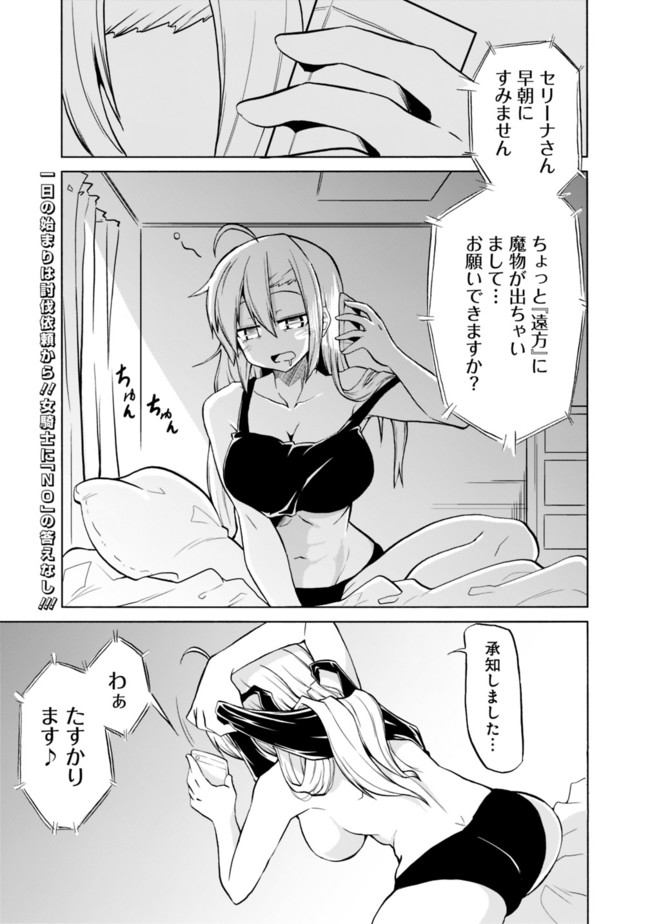 セリーナさん
早朝に
すみません
ちょっと『遠方』に
魔物が出ちゃい
まして…
お願いできますか？
ちゅん
ちゅん
一日の始まりは討伐依頼から!!女騎士に「NO」の答えなし!!!
承知しました…
わぁ
たすかり
ます♪